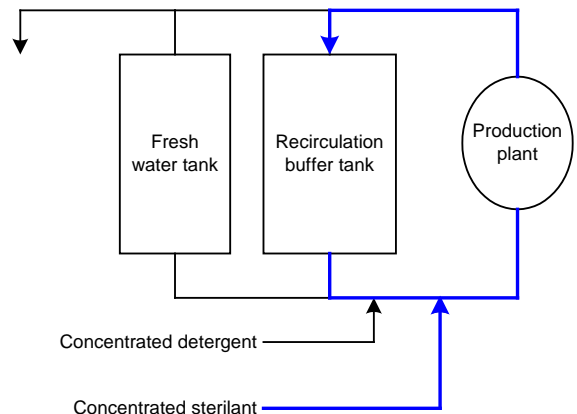 Fresh
water tank
Recirculation
buffer tank
Production
plant
Concentrated detergent
Concentrated sterilant